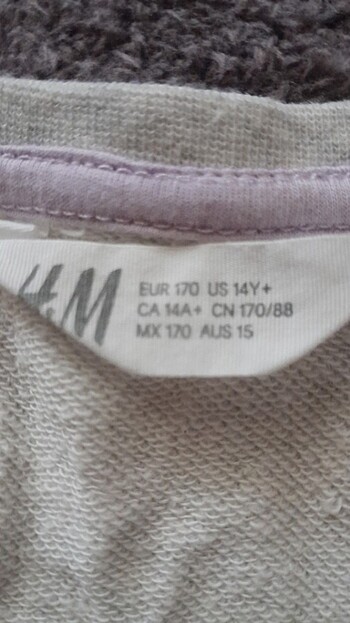 H&M
EUR 170 US 14Y+
CA 14A+ CN 170/88
MX 170 AUS 15